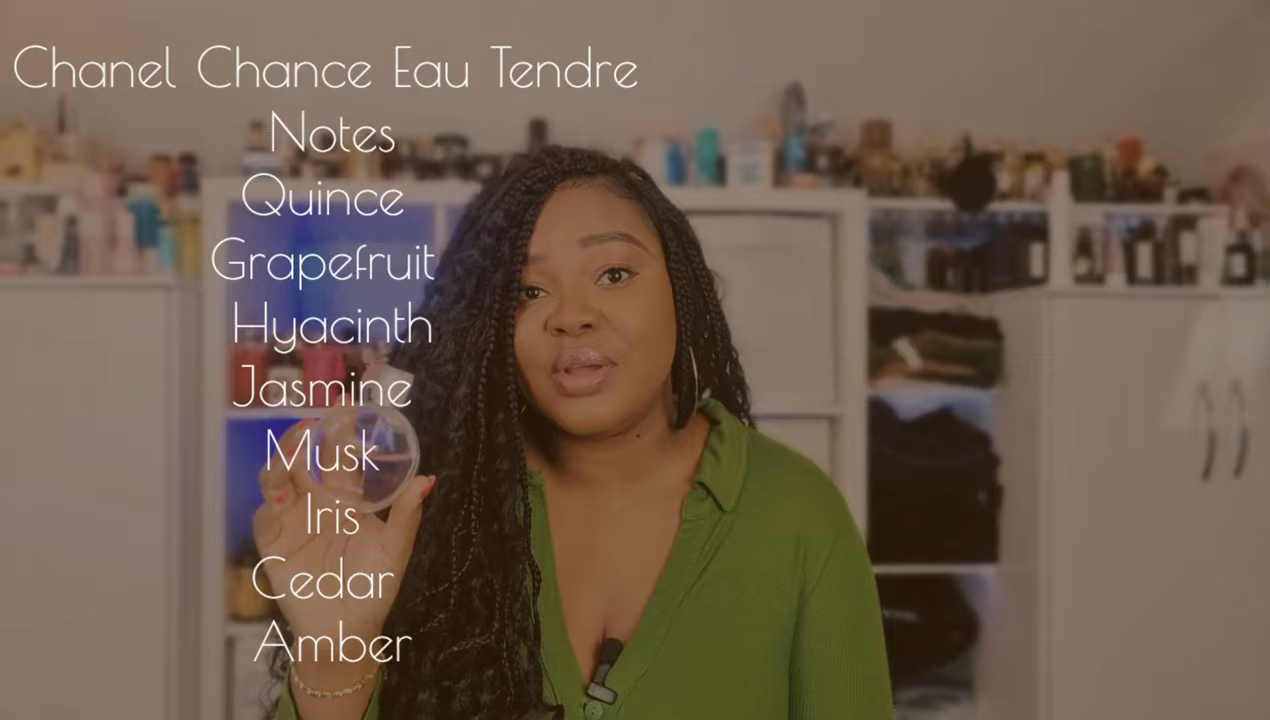 Chanel Chance Eau Tendre
Notes
Quince
Grapefruit
Hyacinth
Jasmine
Musk
Iris
Cedar
Amber